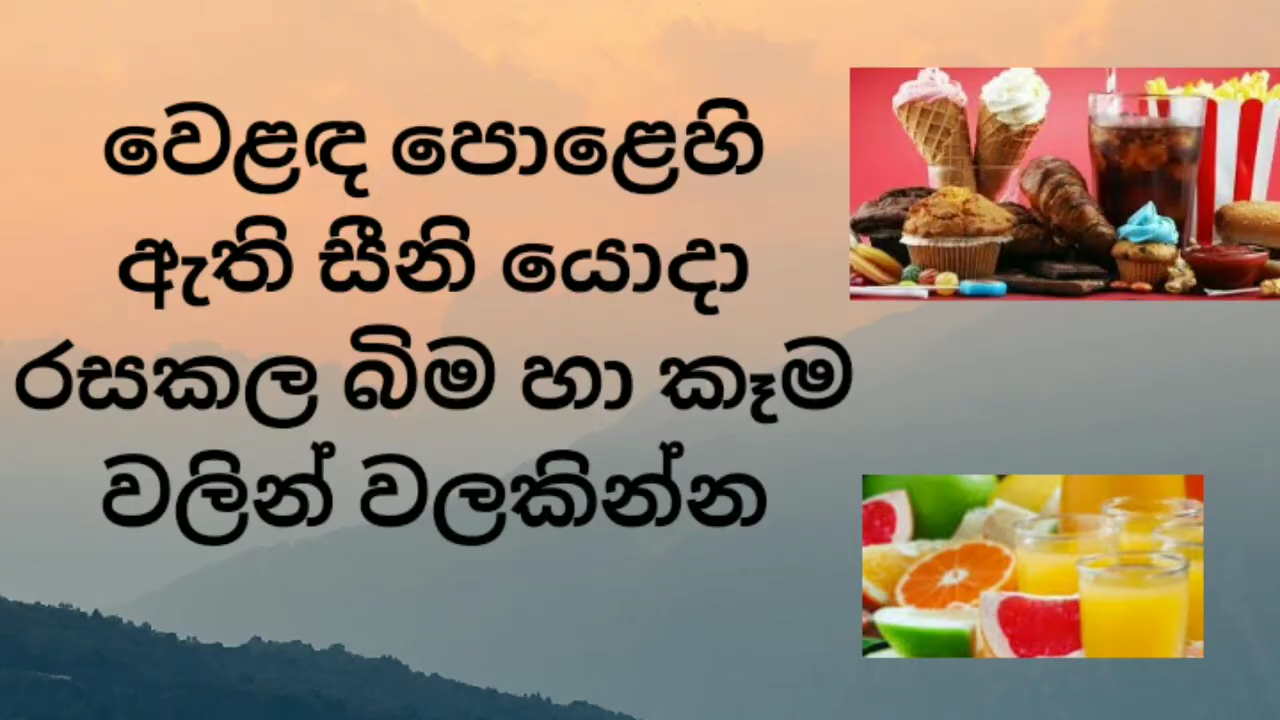 වෙළඳ පොළෙහි
ඇති සීනි යොදා
රසකල බිම හා කෑම
වලින් වලකින්න